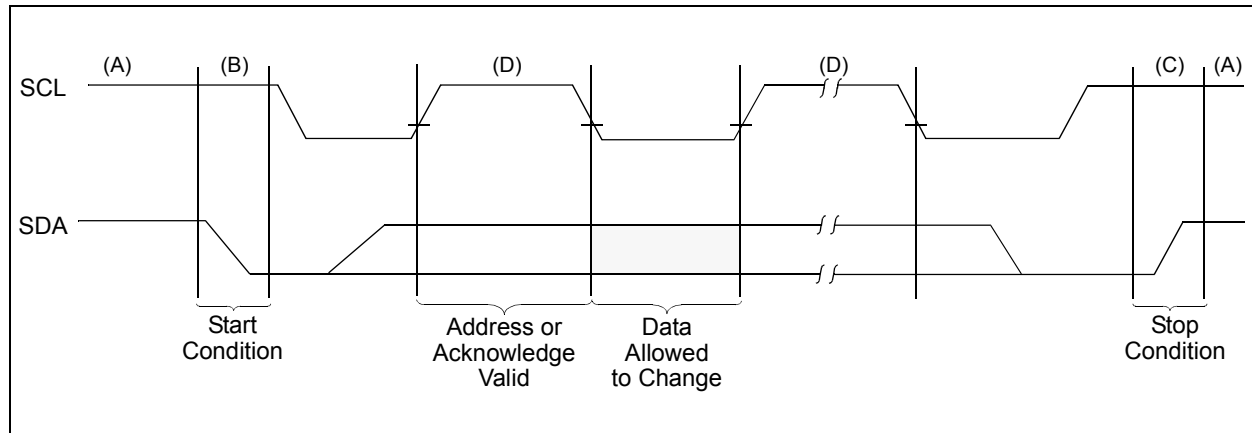 (A) (B) (D) (D) (C) (A)
SCL
SDA
Start
Condition
Address or
Acknowledge
Valid
Data
Allowed
to Change
Stop
Condition